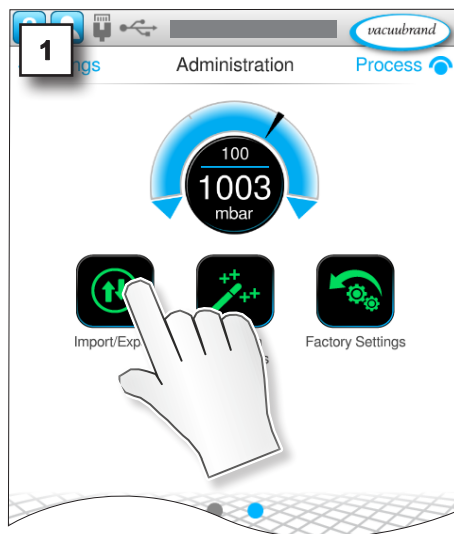 1
vacuubrand
ngs Administration Process
100
1003
mbar
Import/Exp Factory Settings
s